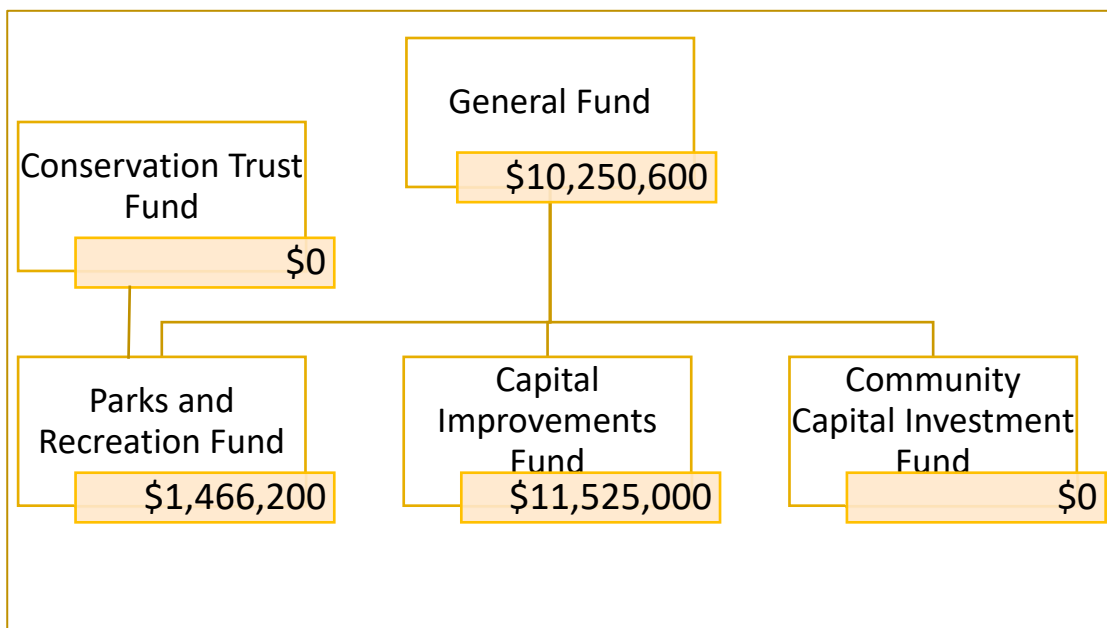 General Fund
$10,250,600
Conservation Trust
Fund
$0
Parks and
Recreation Fund
$1,466,200
Capital
Improvements
Fund
$11,525,000
Community
Capital Investment
Fund
$0